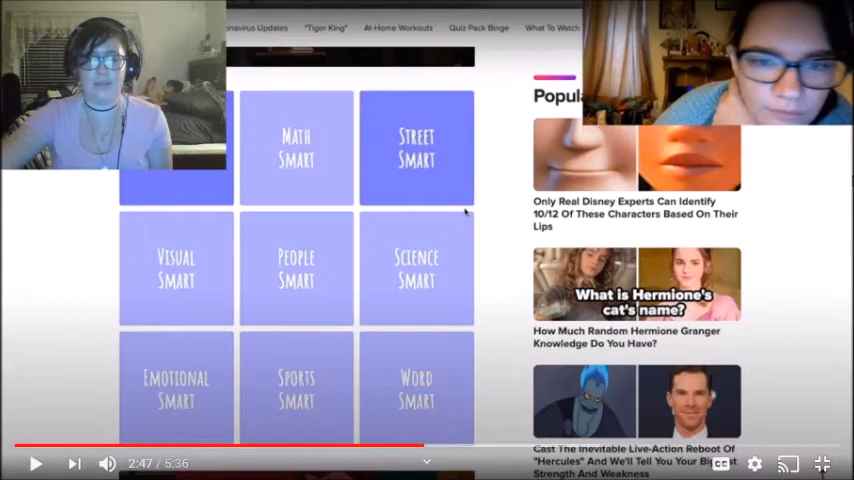 onavirus Updates
"Tiger King"
At-Home Workouts
Quiz Pack Binge
What To Watch
MATH
SMART
STREET
SMART
VISUAL
SMART
PEOPLE
SMART
SCIENCE
SMART
EMOTIONAL
SMART
SPORTS
SMART
WORD
SMART
Popula
Only Real Disney Experts Can Identify
10/12 Of These Characters Based On Their
Lips
What is Hermione's
cat's name?
How Much Random Hermione Granger
Knowledge Do You Have?
Cast The Inevitable Live-Action Reboot Of
"Hercules" And We'll Tell You Your Big st
Strength And Weakness
2:47 / 5:36
CC